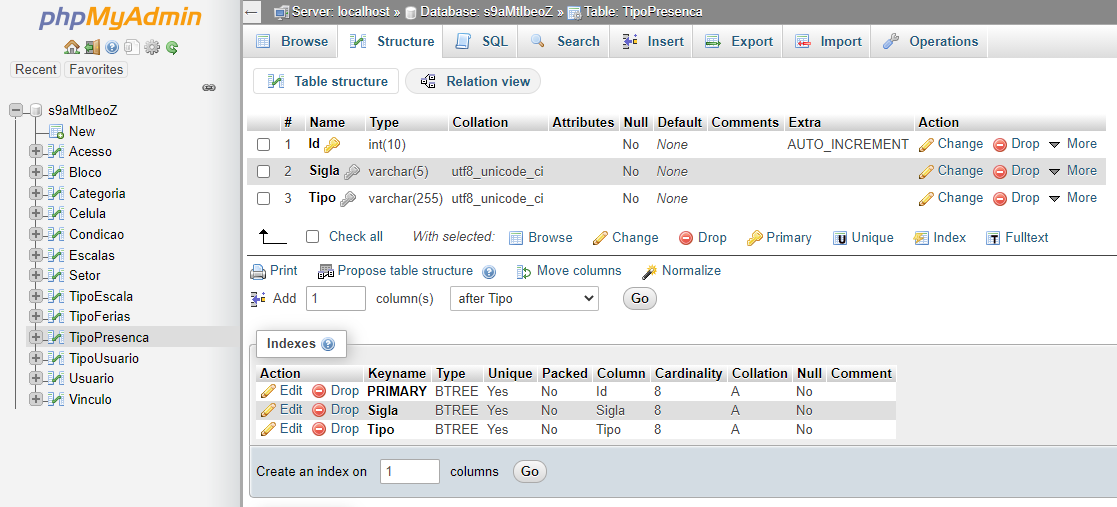 phpMyAdmin
Recent Favorites
s9aMtIbeoZ
New
Acesso
Bloco
Categoria
Celula
Condicao
Escalas
Setor
TipoEscala
TipoFerias
TipoPresenca
TipoUsuario
Usuario
Vinculo
Server: localhost » Database: s9aMtIbeoZ » Table: TipoPresenca
Browse Structure SQL Search Insert Export Import Operations
Table structure Relation view
# Name Type Collation Attributes Null Default Comments Extra Action
1 Id int(10) No None AUTO_INCREMENT Change Drop More
2 Sigla varchar(5) utf8_unicode_ci No None Change Drop More
3 Tipo varchar(255) utf8_unicode_ci No None Change Drop More
Check all With selected: Browse Change Drop Primary Unique Index Fulltext
Print Propose table structure Move columns Normalize
Add 1 column(s) after Tipo Go
Indexes
Action Keyname Type Unique Packed Column Cardinality Collation Null Comment
Edit Drop PRIMARY BTREE Yes No Id 8 A No
Edit Drop Sigla BTREE Yes No Sigla 8 A No
Edit Drop Tipo BTREE Yes No Tipo 8 A No
Create an index on 1 columns Go